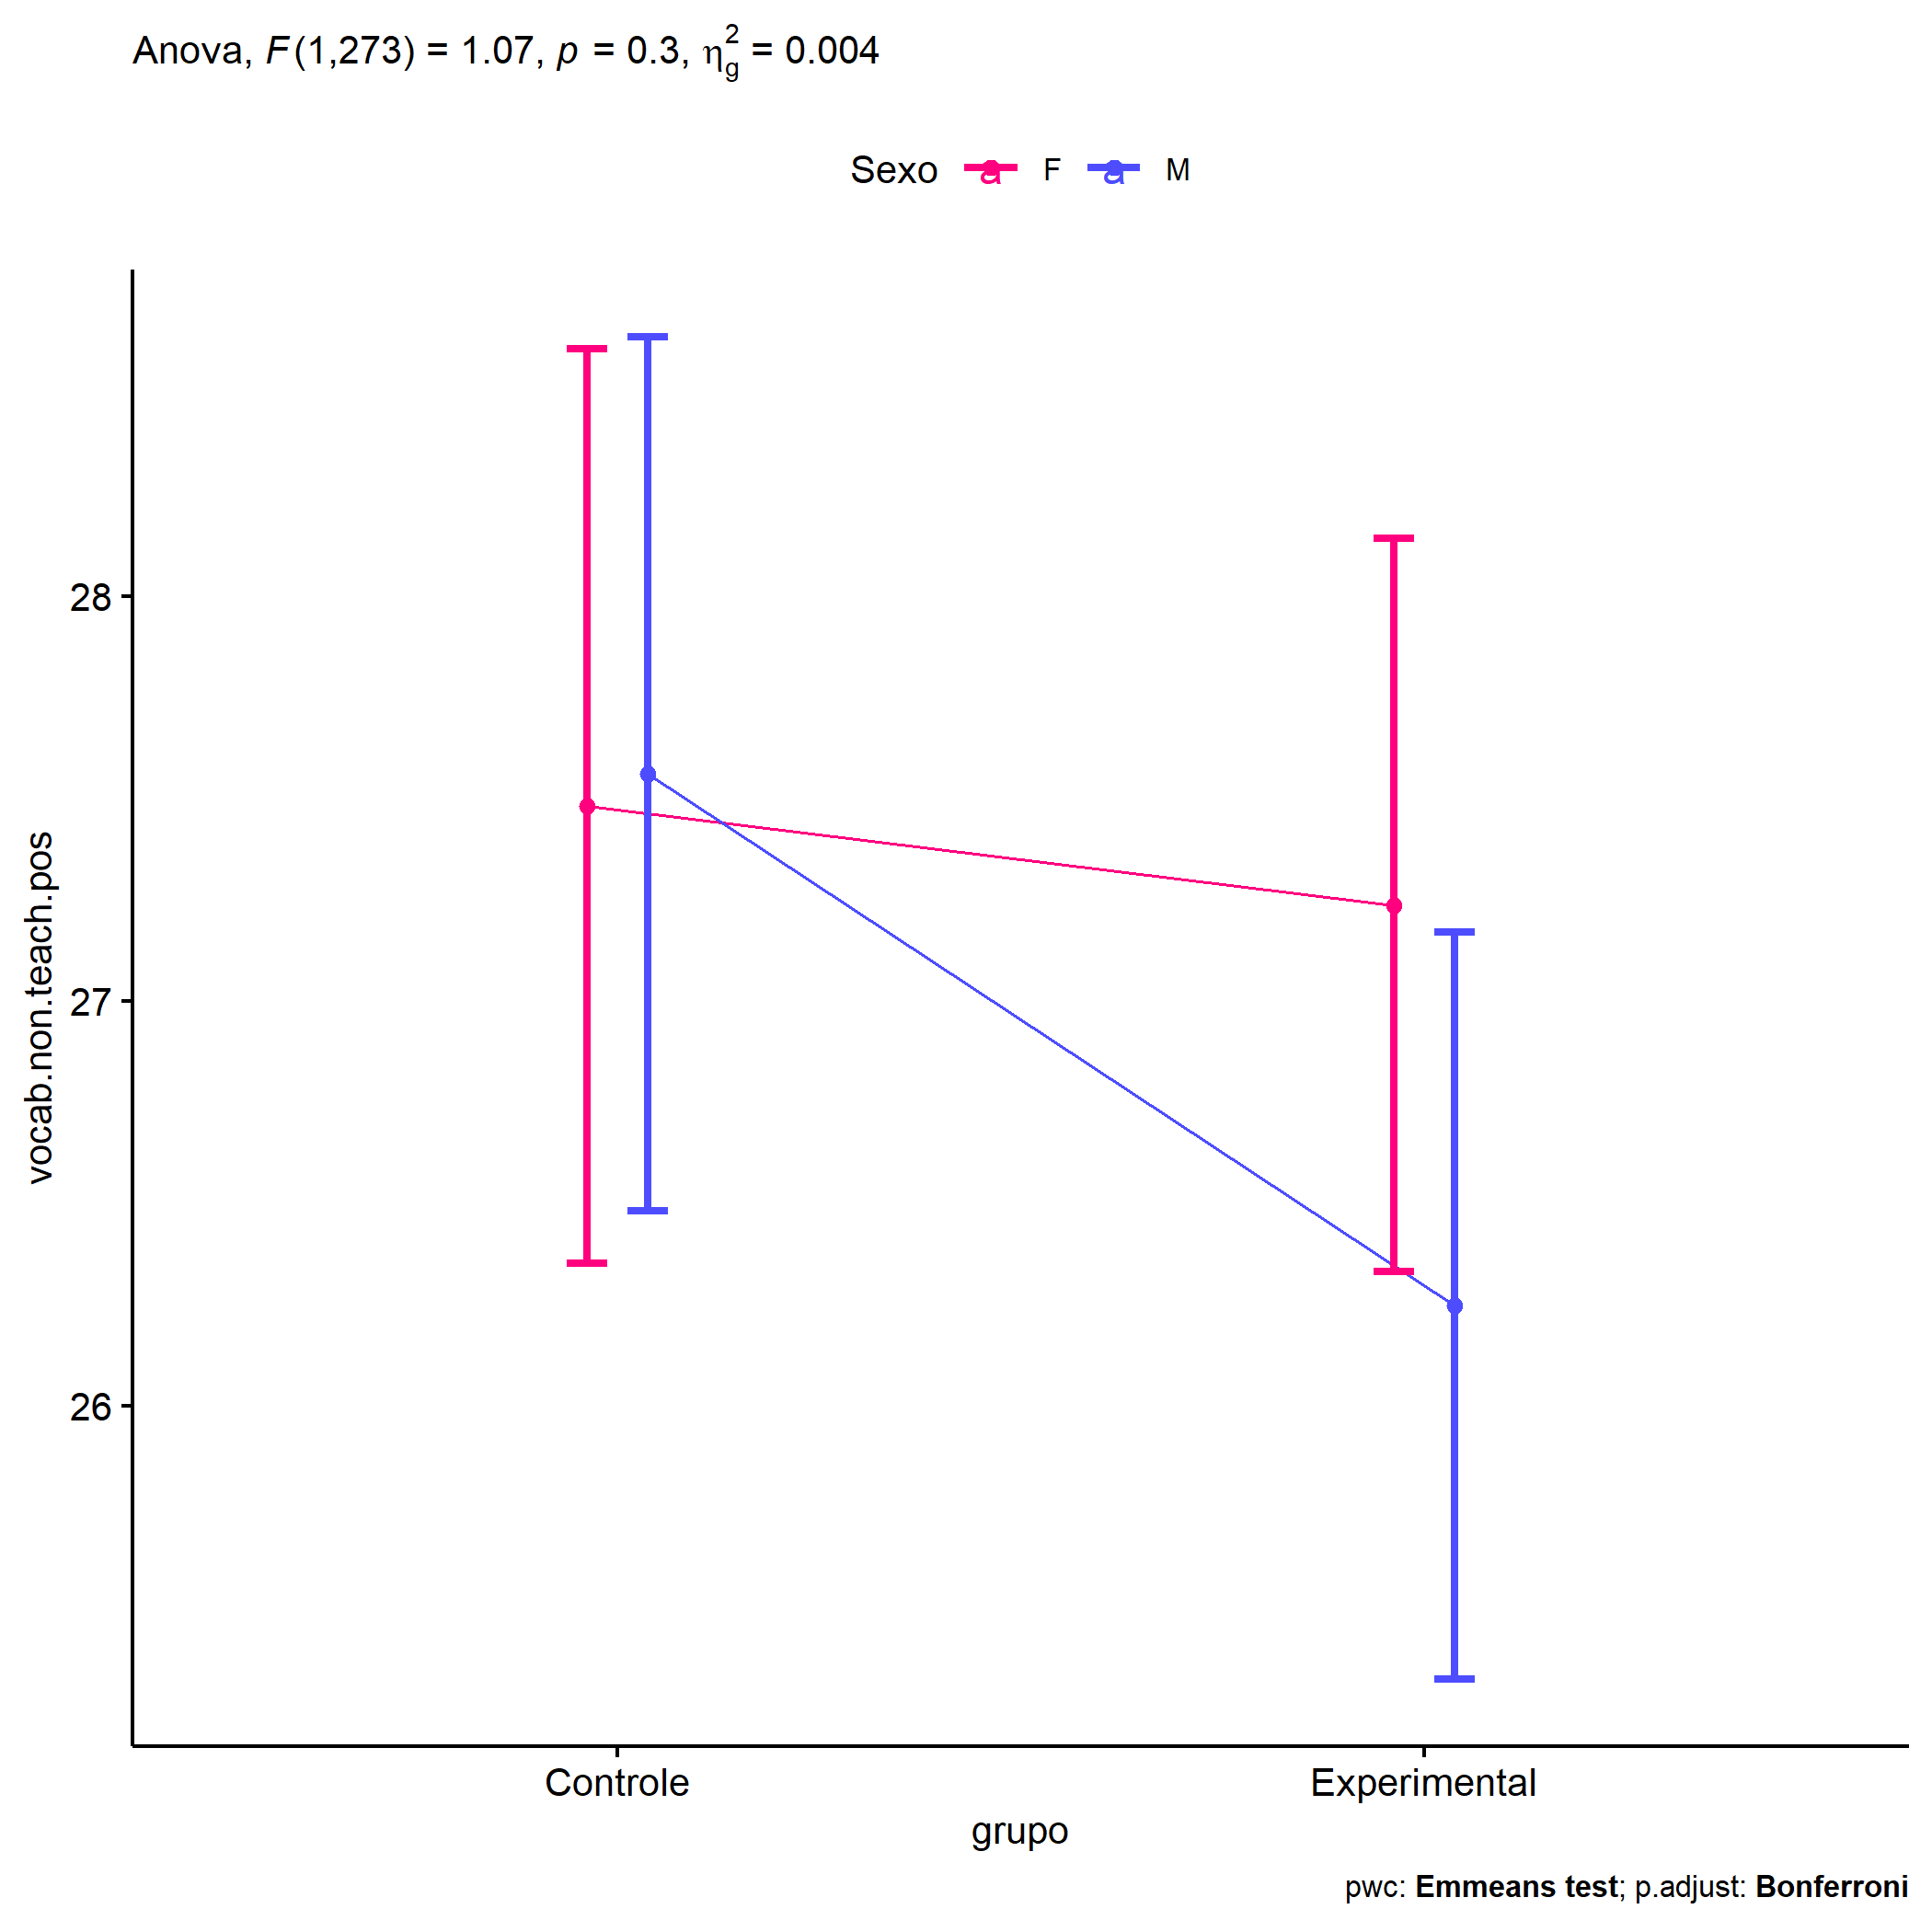 Anova, F(1,273) = 1.07, p = 0.3, η²g = 0.004
Sexo a F a M
28
27
26
vocab.non.teach.pos
Controle Experimental
grupo
pwc: Emmeans test; p.adjust: Bonferroni